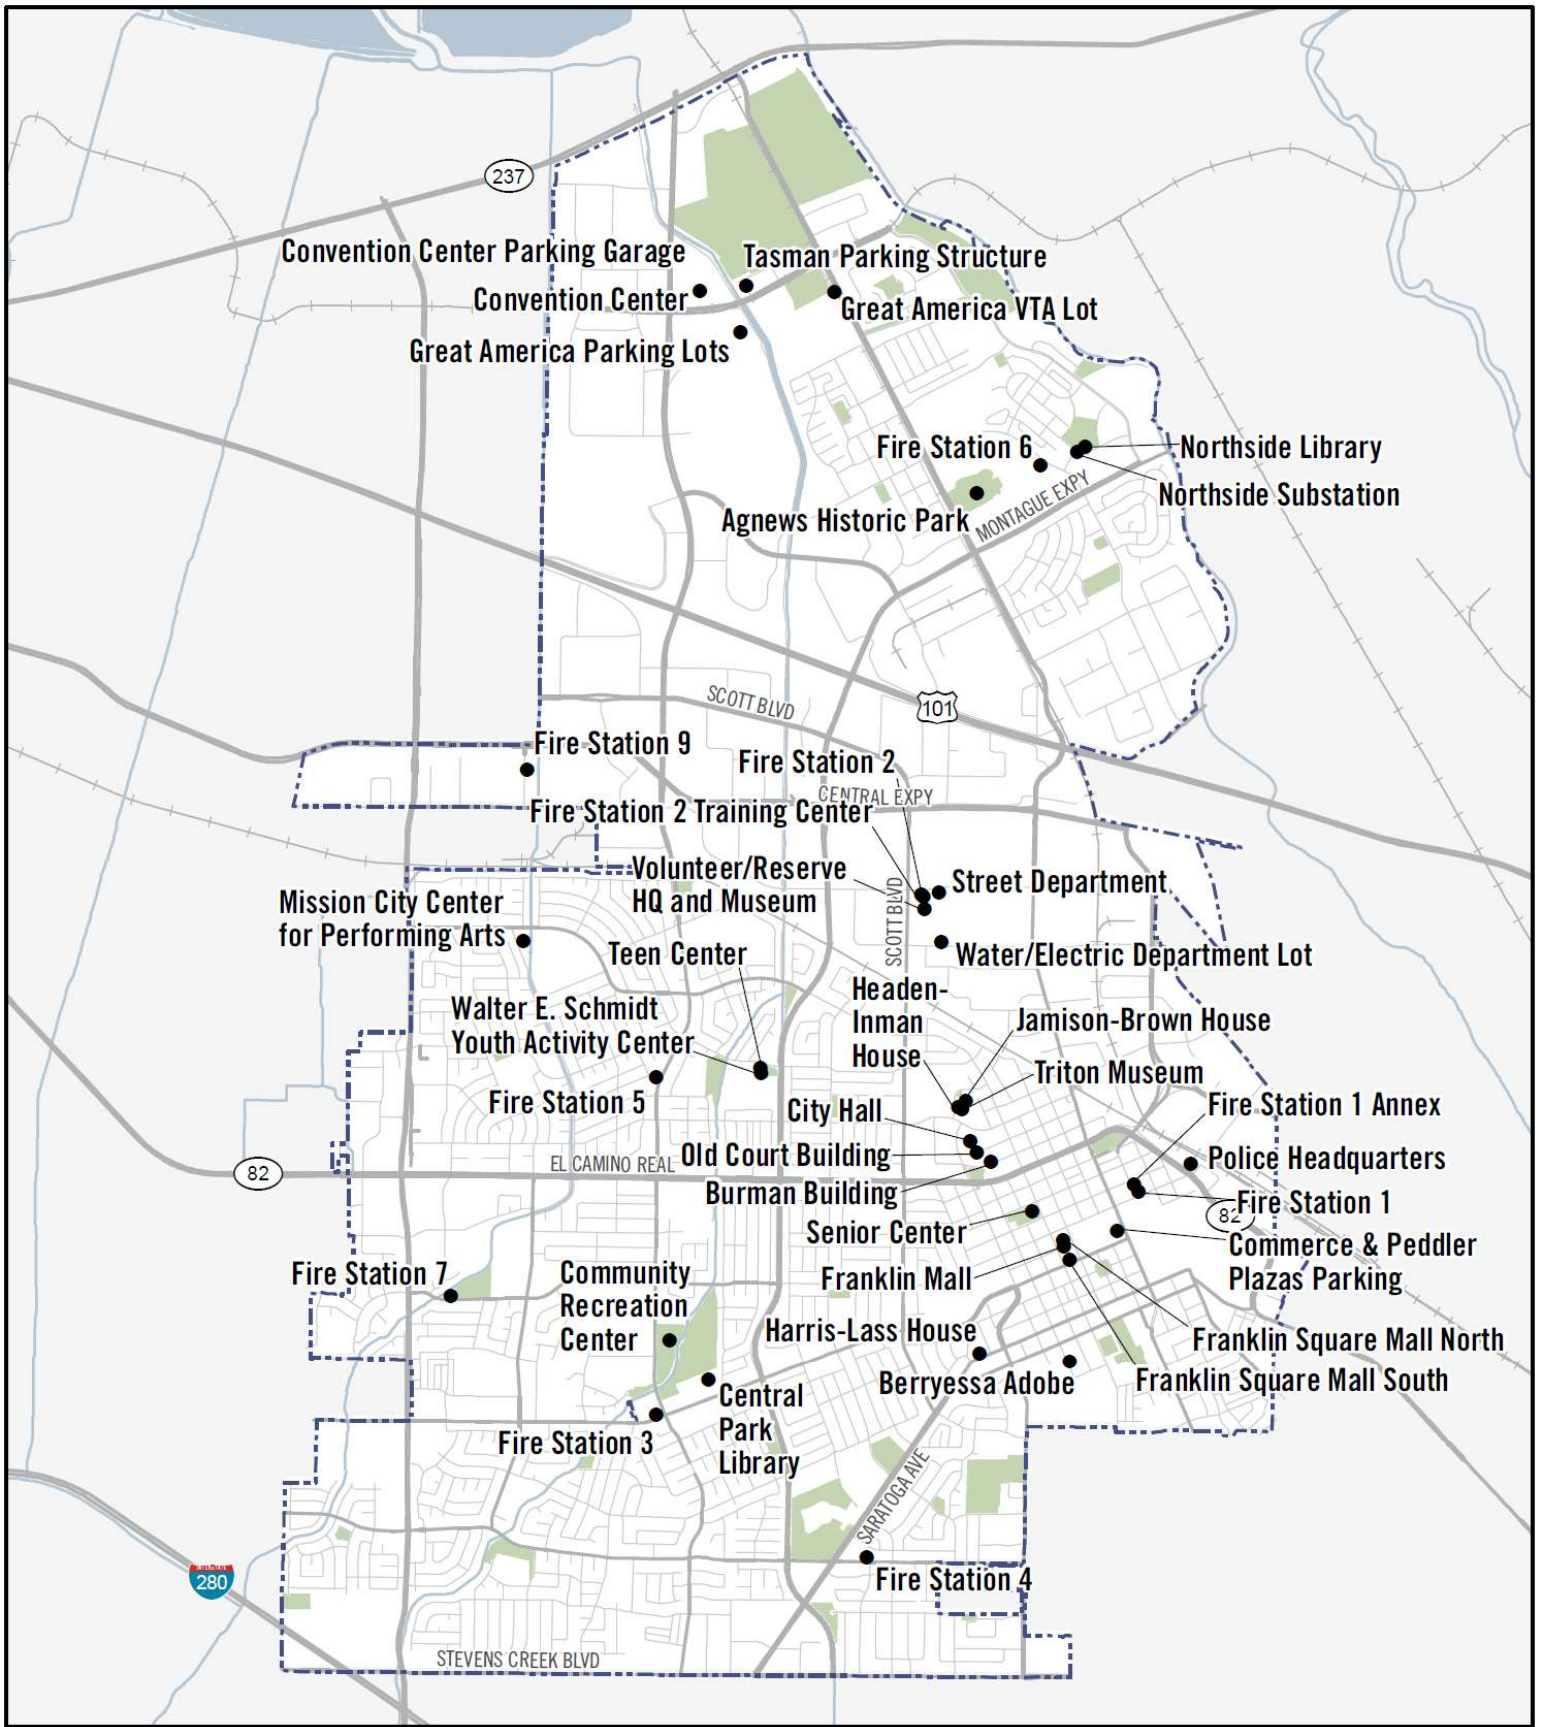 237
Convention Center Parking Garage
Tasman Parking Structure
Convention Center
Great America VTA Lot
Great America Parking Lots
Fire Station 6
Northside Library
Northside Substation
Agnews Historic Park
MONTAGUE EXPY
SCOTT BLVD
101
Fire Station 9
Fire Station 2
CENTRAL EXPY
Fire Station 2 Training Center
Volunteer/Reserve
HQ and Museum
SCOTT BLVD
Street Department
Mission City Center
for Performing Arts
Teen Center
Water/Electric Department Lot
Headen-
Inman
House
Walter E. Schmidt
Youth Activity Center
Jamison-Brown House
Triton Museum
Fire Station 5
City Hall
Fire Station 1 Annex
Old Court Building
Police Headquarters
EL CAMINO REAL
82
Burman Building
Fire Station 1
82
Senior Center
Commerce & Peddler
Plazas Parking
Fire Station 7
Community
Recreation
Center
Franklin Mall
Harris-Lass House
Franklin Square Mall North
Berryessa Adobe
Franklin Square Mall South
Central
Park
Library
Fire Station 3
SARATOGA AVE
280
Fire Station 4
STEVENS CREEK BLVD